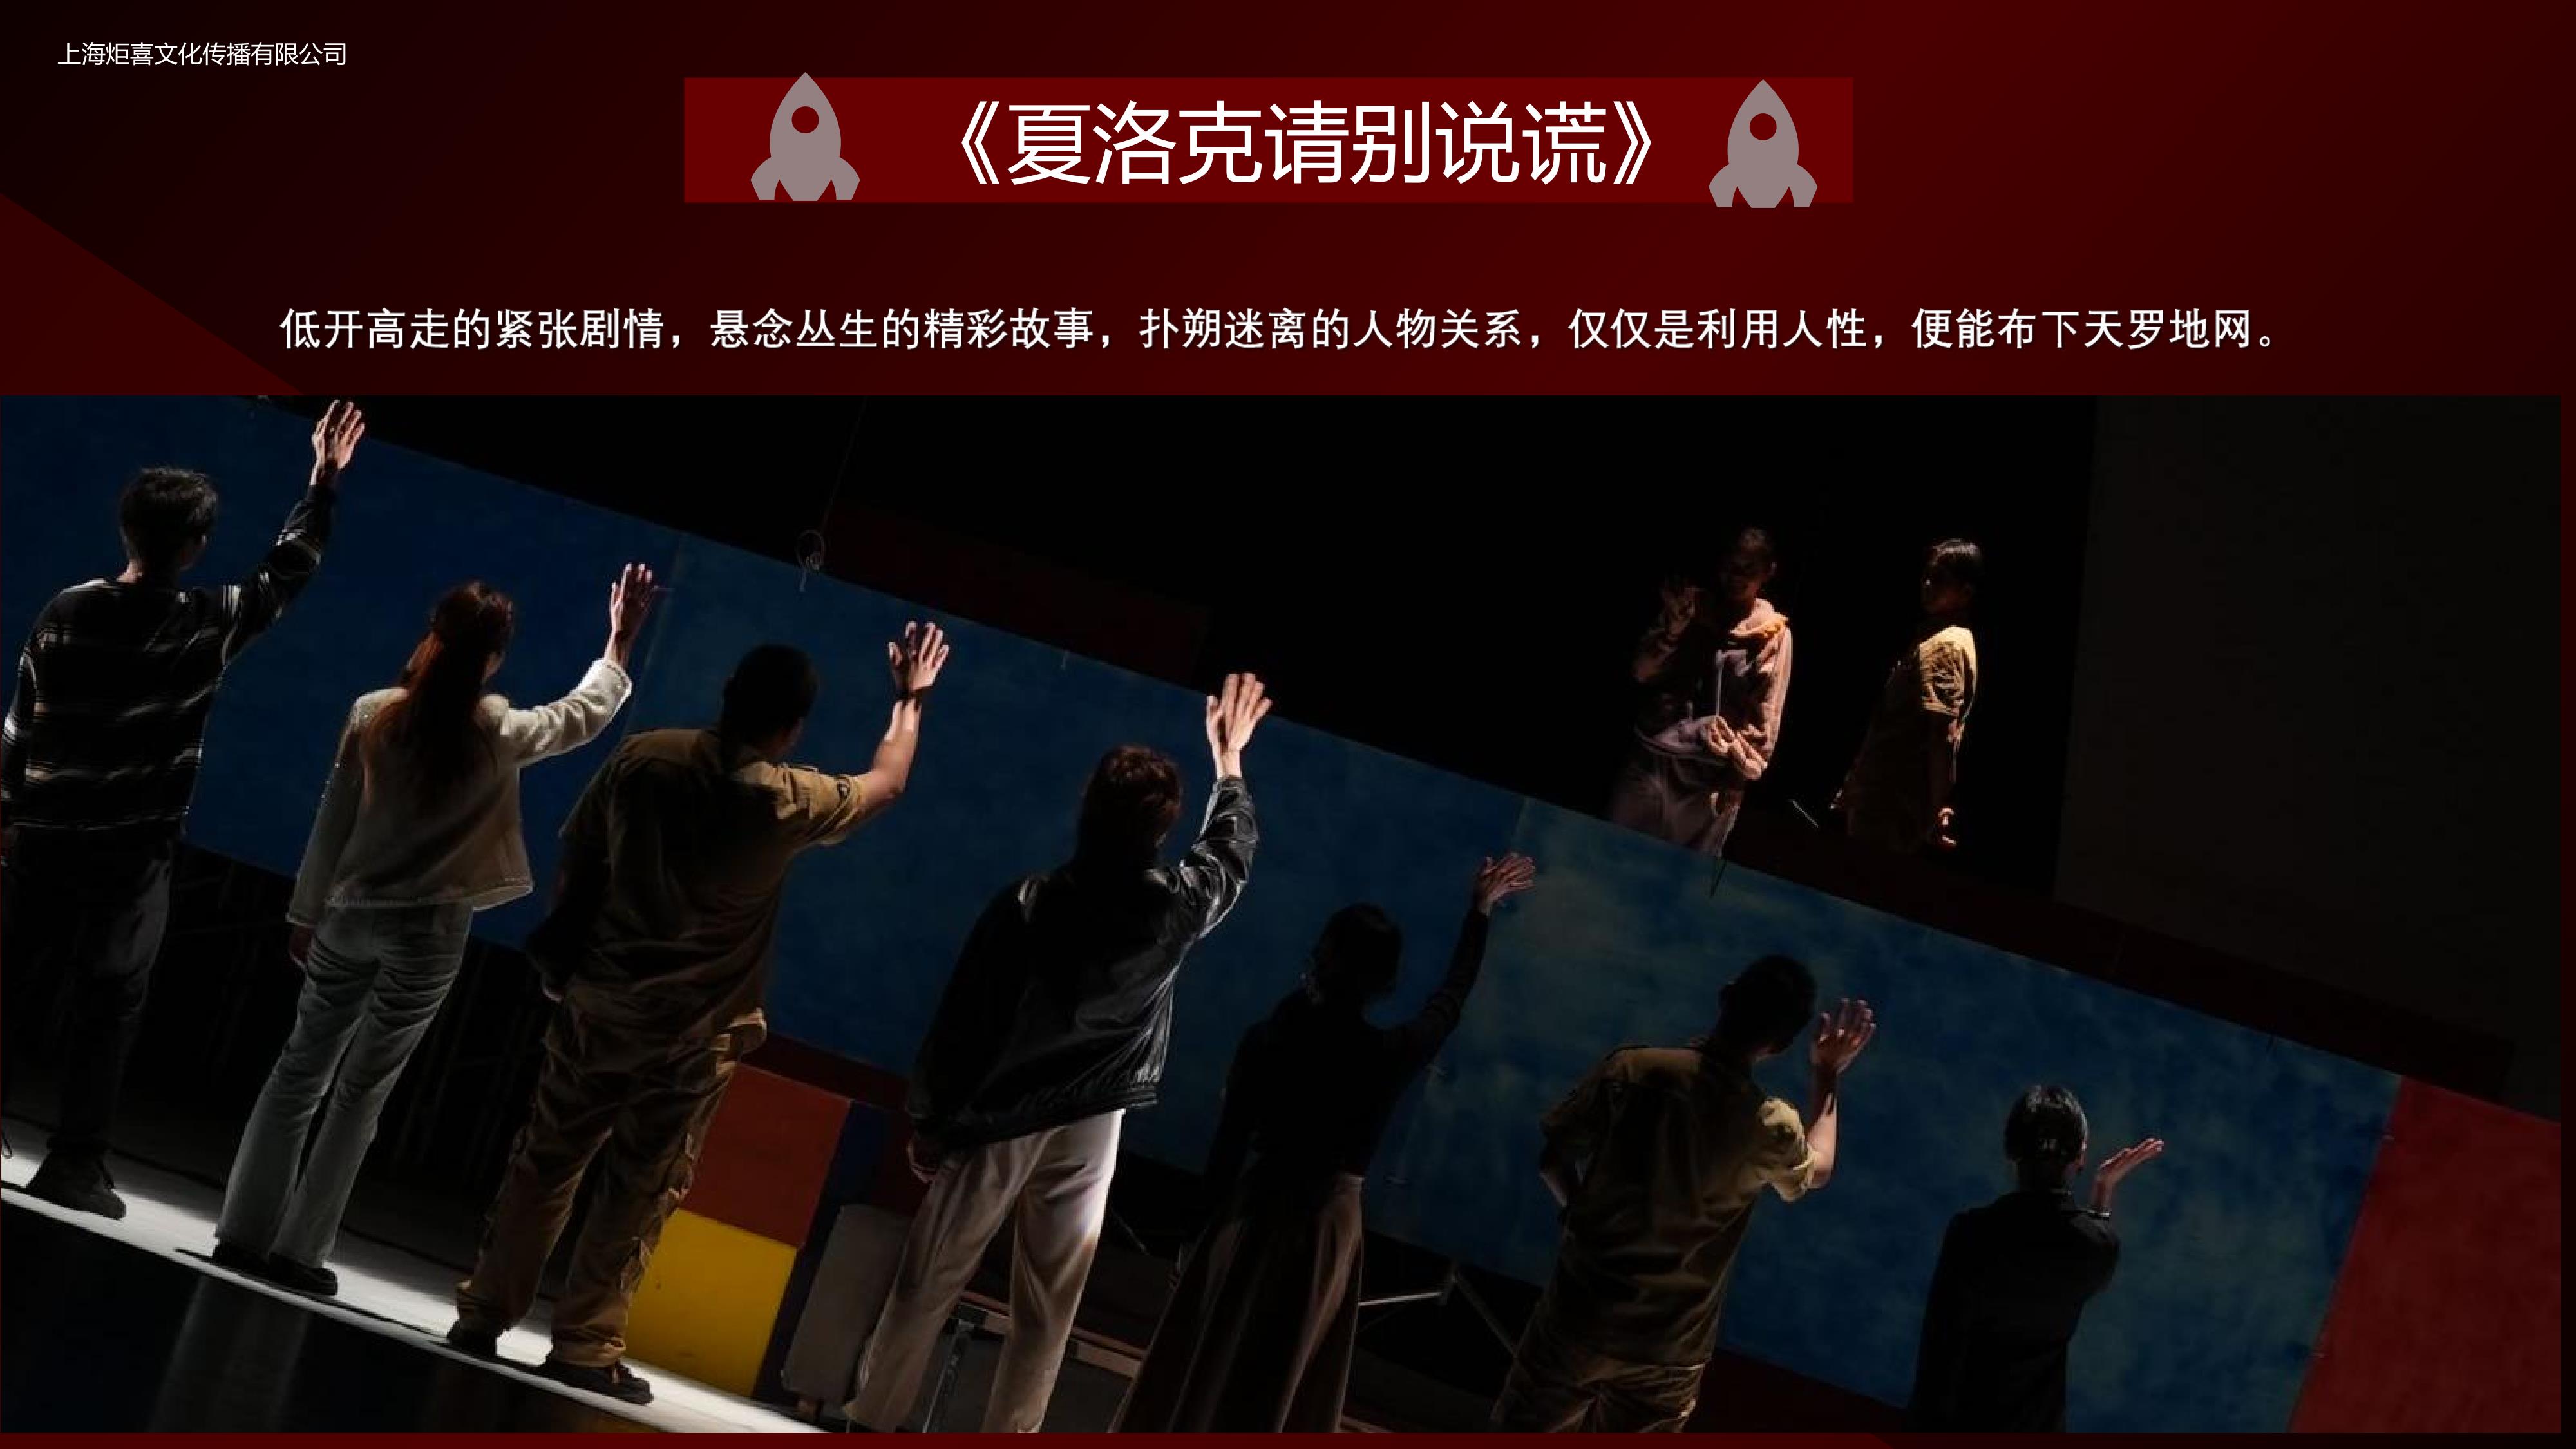 上海炬喜文化传播有限公司
《夏洛克请别说谎》
低开高走的紧张剧情，悬念丛生的精彩故事，扑朔迷离的人物关系，仅仅是利用人性，便能布下天罗地网。